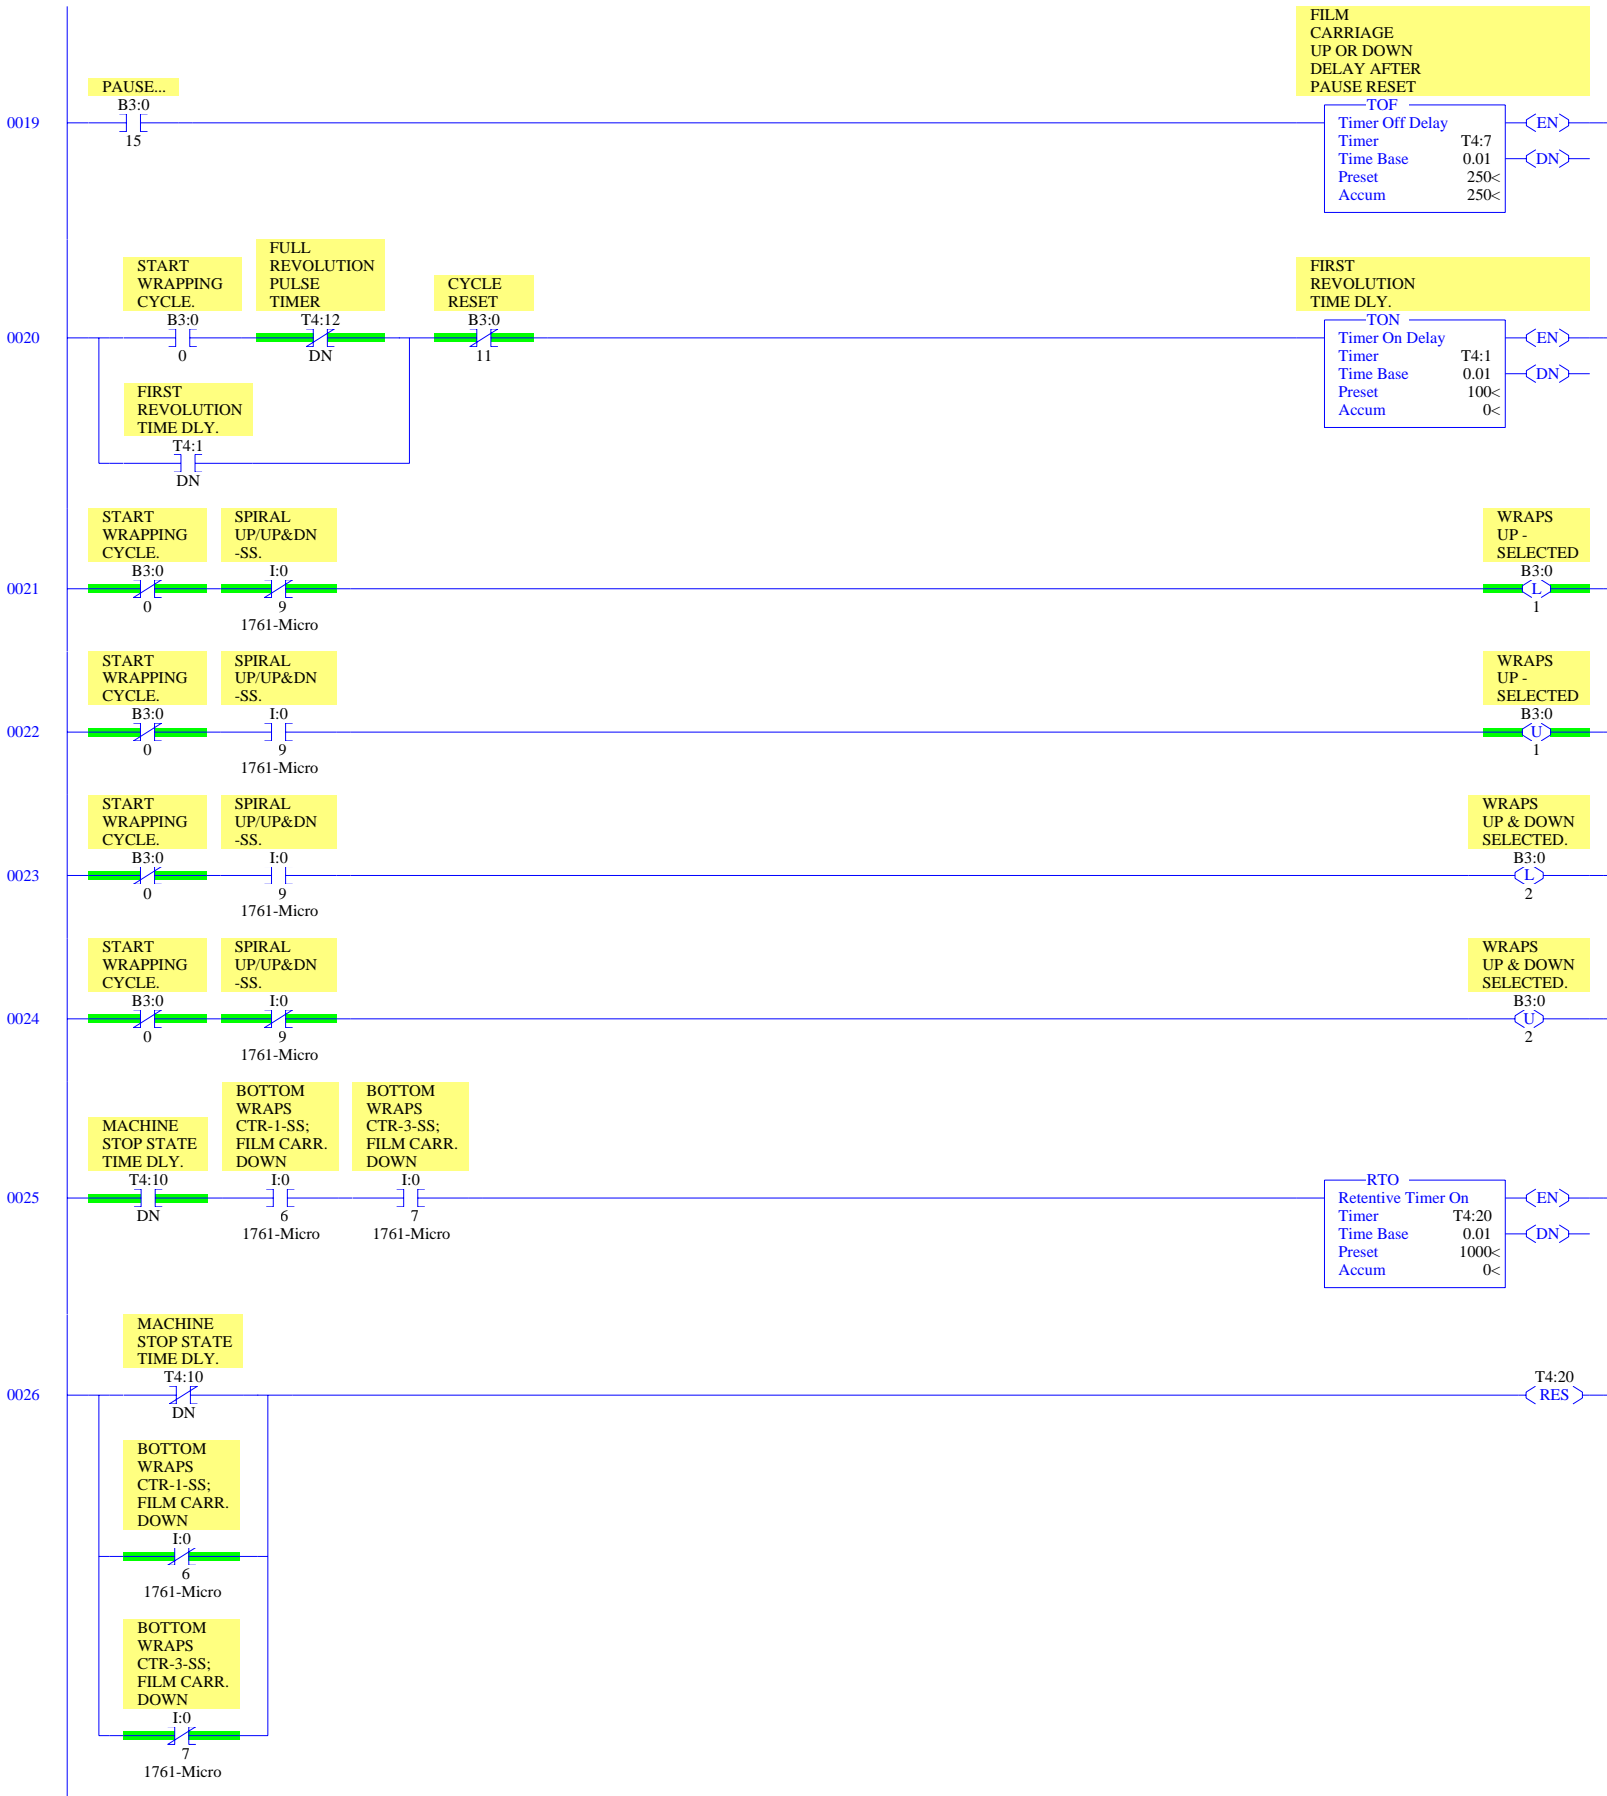 FILM
CARRIAGE
UP OR DOWN
DELAY AFTER
PAUSE RESET
PAUSE...
B3:0
15
0019
TOF
Timer Off Delay
Timer T4:7
Time Base 0.01
Preset 250<
Accum 250<
EN
DN
START
WRAPPING
CYCLE.
B3:0
0
FULL
REVOLUTION
PULSE
TIMER
T4:12
DN
CYCLE
RESET
B3:0
11
FIRST
REVOLUTION
TIME DLY.
0020
TON
Timer On Delay
Timer T4:1
Time Base 0.01
Preset 100<
Accum 0<
EN
DN
FIRST
REVOLUTION
TIME DLY.
T4:1
DN
START
WRAPPING
CYCLE.
B3:0
0
SPIRAL
UP/UP&DN
-SS.
I:0
9
1761-Micro
WRAPS
UP -
SELECTED
B3:0
L
1
0021
START
WRAPPING
CYCLE.
B3:0
0
SPIRAL
UP/UP&DN
-SS.
I:0
9
1761-Micro
WRAPS
UP -
SELECTED
B3:0
U
1
0022
START
WRAPPING
CYCLE.
B3:0
0
SPIRAL
UP/UP&DN
-SS.
I:0
9
1761-Micro
WRAPS
UP & DOWN
SELECTED.
B3:0
L
2
0023
START
WRAPPING
CYCLE.
B3:0
0
SPIRAL
UP/UP&DN
-SS.
I:0
9
1761-Micro
WRAPS
UP & DOWN
SELECTED.
B3:0
U
2
0024
MACHINE
STOP STATE
TIME DLY.
T4:10
DN
BOTTOM
WRAPS
CTR-1-SS;
FILM CARR.
DOWN
I:0
6
1761-Micro
BOTTOM
WRAPS
CTR-3-SS;
FILM CARR.
DOWN
I:0
7
1761-Micro
0025
RTO
Retentive Timer On
Timer T4:20
Time Base 0.01
Preset 1000<
Accum 0<
EN
DN
MACHINE
STOP STATE
TIME DLY.
T4:10
DN
0026
T4:20
RES
BOTTOM
WRAPS
CTR-1-SS;
FILM CARR.
DOWN
I:0
6
1761-Micro
BOTTOM
WRAPS
CTR-3-SS;
FILM CARR.
DOWN
I:0
7
1761-Micro